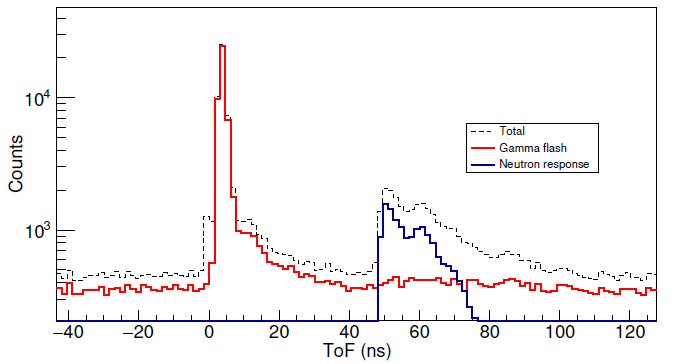 Counts
10⁴
10³
Total
Gamma flash
Neutron response
−40 −20 0 20 40 60 80 100 120
ToF (ns)